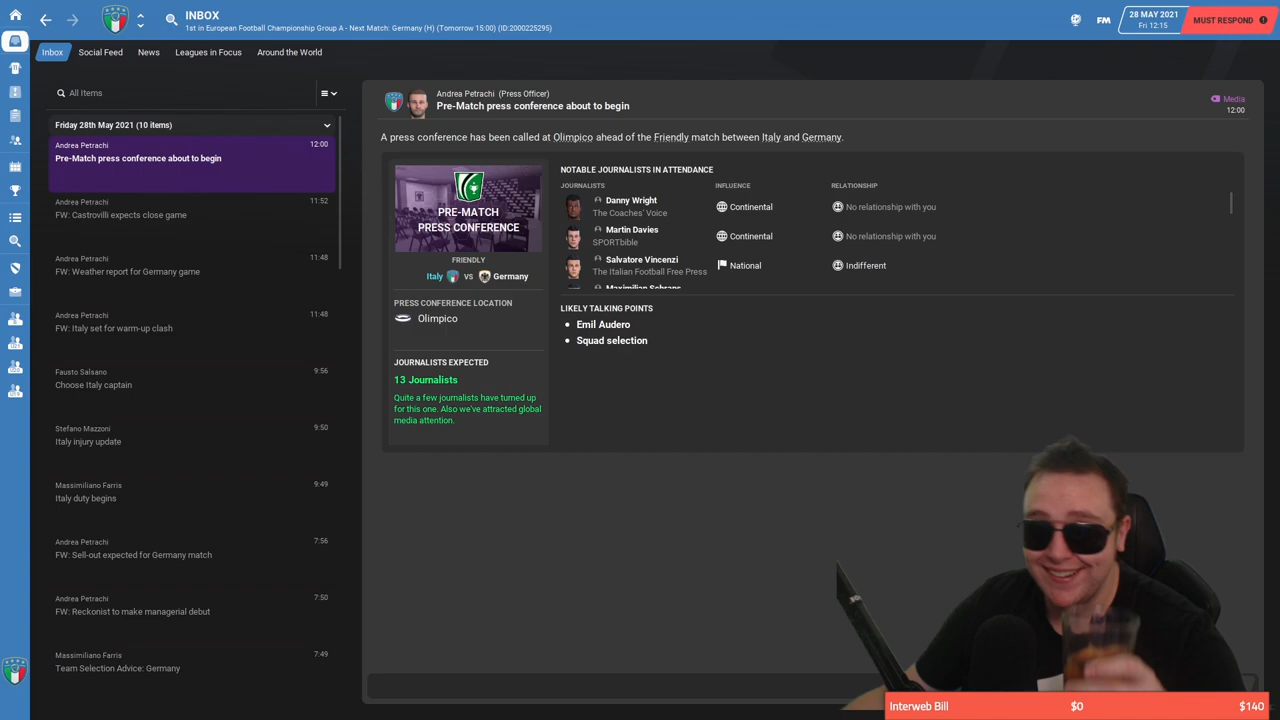 INBOX
1st in European Football Championship Group A - Next Match: Germany (H) (Tomorrow 15:00) (ID:2000225295)
FM
28 MAY 2021
Fri 12:15
MUST RESPOND
Inbox
Social Feed
News
Leagues in Focus
Around the World
All Items
Friday 28th May 2021 (10 items)
Andrea Petrachi 12:00
Pre-Match press conference about to begin
Andrea Petrachi 11:52
FW: Castrovilli expects close game
Andrea Petrachi 11:48
FW: Weather report for Germany game
Andrea Petrachi 11:48
FW: Italy set for warm-up clash
Fausto Salsano 9:56
Choose Italy captain
Stefano Mazzoni 9:50
Italy injury update
Massimiliano Farris 9:49
Italy duty begins
Andrea Petrachi 7:56
FW: Sell-out expected for Germany match
Andrea Petrachi 7:50
FW: Reckonist to make managerial debut
Massimiliano Farris 7:49
Team Selection Advice: Germany
Andrea Petrachi (Press Officer)
Pre-Match press conference about to begin
Media
12:00
A press conference has been called at Olimpico ahead of the Friendly match between Italy and Germany.
PRE-MATCH
PRESS CONFERENCE
FRIENDLY
Italy VS Germany
PRESS CONFERENCE LOCATION
Olimpico
JOURNALISTS EXPECTED
13 Journalists
Quite a few journalists have turned up
for this one. Also we've attracted global
media attention.
NOTABLE JOURNALISTS IN ATTENDANCE
JOURNALISTS INFLUENCE RELATIONSHIP
Danny Wright
The Coaches' Voice
Continental
No relationship with you
Martin Davies
SPORTbible
Continental
No relationship with you
Salvatore Vincenzi
The Italian Football Free Press
National
Indifferent
LIKELY TALKING POINTS
Emil Audero
Squad selection
Interweb Bill $0 $140